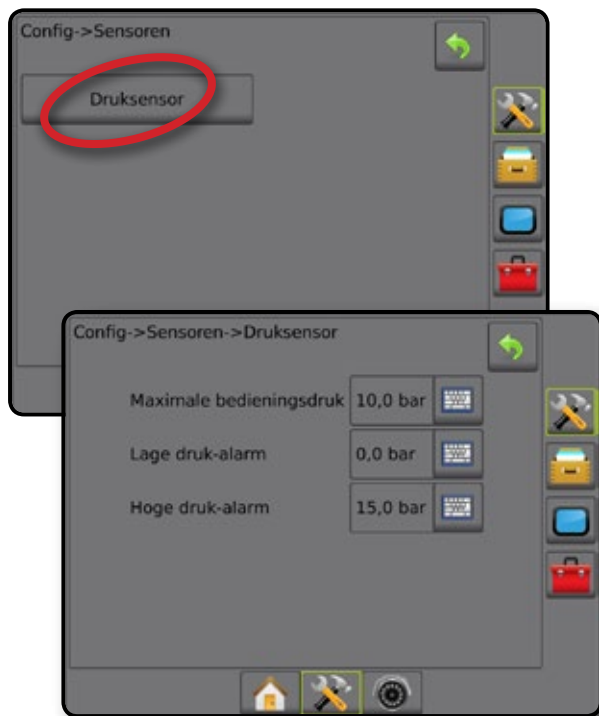 Config->Sensoren
Druksensor
Config->Sensoren->Druksensor
Maximale bedieningsdruk 10,0 bar
Lage druk-alarm 0,0 bar
Hoge druk-alarm 15,0 bar